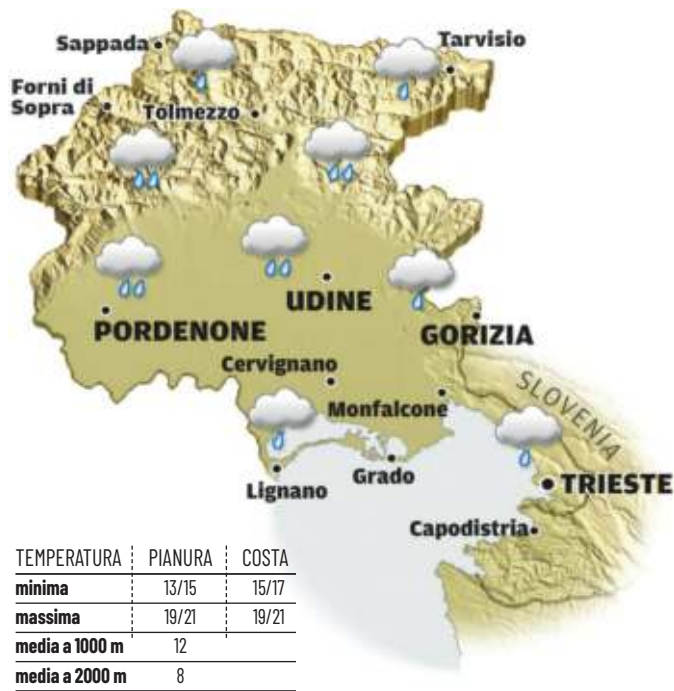 Sappada
Tarvisio
Forni di
Sopra
Tolmezzo
UDINE
PORDENONE
GORIZIA
Cervignano
SLOVENIA
Monfalcone
Grado
Lignano
TRIESTE
Capodistria
TEMPERATURA PIANURA COSTA
minima 13/15 15/17
massima 19/21 19/21
media a 1000 m 12
media a 2000 m 8